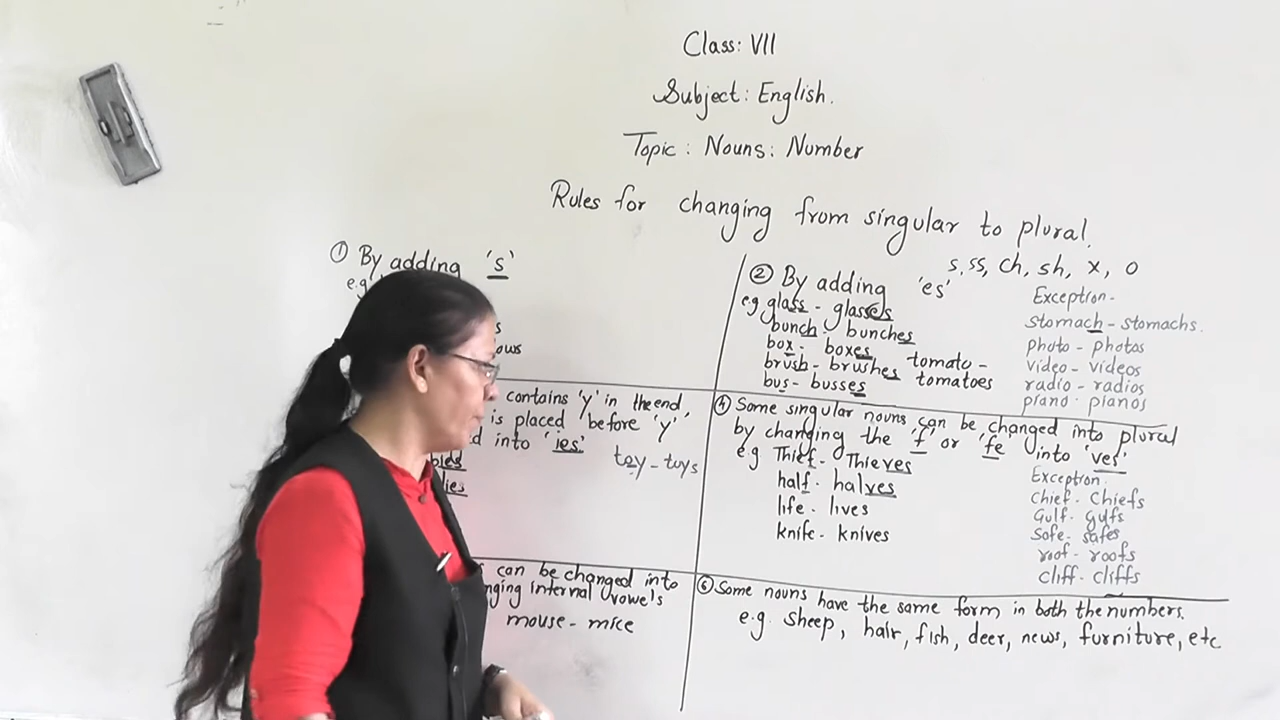 Class: VII
Subject: English.
Topic: Nouns: Number
Rules for changing from singular to plural.
① By adding 's'
e.g
s
ows
② By adding 'es' s, ss, ch, sh, x, o
e.g glass - glasses
bunch - bunches
box - boxes
brush - brushes
bus - busses
tomato -
tomatoes
Exception -
stomach - stomachs.
photo - photos
video - videos
radio - radios
piano - pianos
contains 'y' in the end,
is placed before 'y'
d into 'ies'.
toy - toys
bies
lies
④ Some singular nouns can be changed into plural
by changing the 'f' or 'fe' into 'ves'
e g Thief - Thieves
half - halves
life - lives
knife - knives
Exception
chief - chiefs
Gulf - gulfs
Safe - safes
roof - roofs
cliff - cliffs
s can be changed into
nging internal vowels
mouse - mice
⑥ Some nouns have the same form in both the numbers.
e.g. sheep, hair, fish, deer, news, furniture, etc